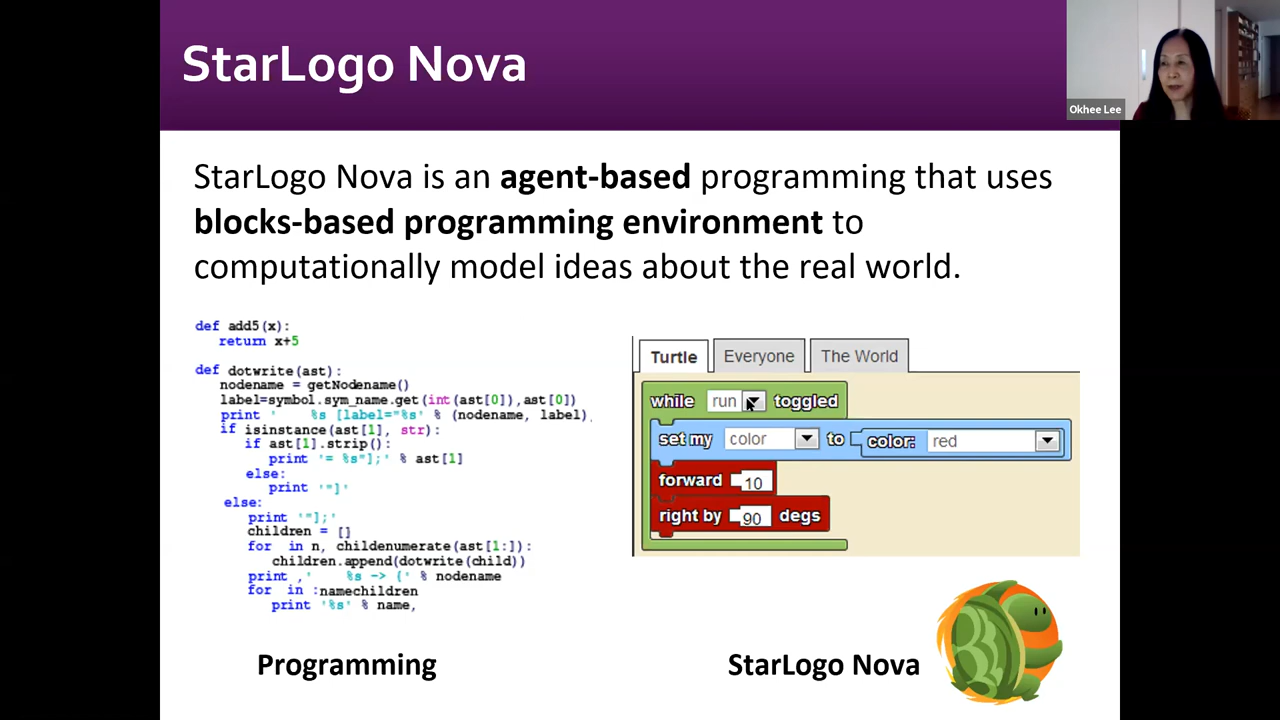 StarLogo Nova
Okhee Lee
StarLogo Nova is an agent-based programming that uses
blocks-based programming environment to
computationally model ideas about the real world.
def add5(x):
return x+5
def dotwrite(ast):
nodename = getNodename()
label=symbol.sym_name.get(int(ast[0]),ast[0])
print ' %s [label="%s' % (nodename, label),
if isinstance(ast[1], str):
if ast[1].strip():
print '= %s"];' % ast[1]
else:
print '"]'
else:
print '"];'
children = []
for in n, childenumerate(ast[1:]):
children.append(dotwrite(child))
print ,' %s -> {' % nodename
for in :namechildren
print '%s' % name,
Turtle Everyone The World
while run toggled
set my color to color: red
forward 10
right by 90 degs
Programming
StarLogo Nova